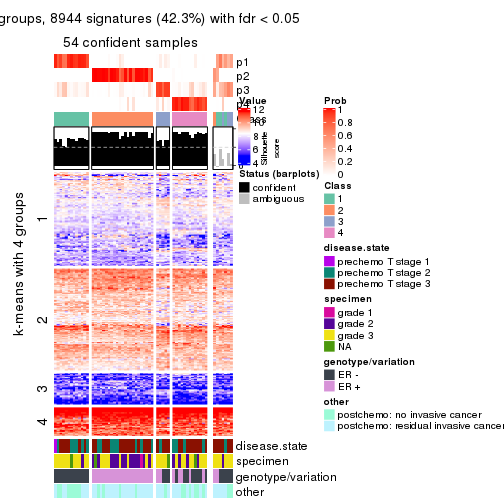 groups, 8944 signatures (42.3%) with fdr < 0.05
54 confident samples
p1
p2
p3
p4
Value
12
10
8
6
4
Silhouette
score
Prob
1
0.8
0.6
0.4
0.2
0
Status (barplots)
confident
ambiguous
Class
1
2
3
4
disease.state
prechemo T stage 1
prechemo T stage 2
prechemo T stage 3
specimen
grade 1
grade 2
grade 3
NA
genotype/variation
ER -
ER +
other
postchemo: no invasive cancer
postchemo: residual invasive cancer
k-means with 4 groups
1
2
3
4
disease.state
specimen
genotype/variation
other